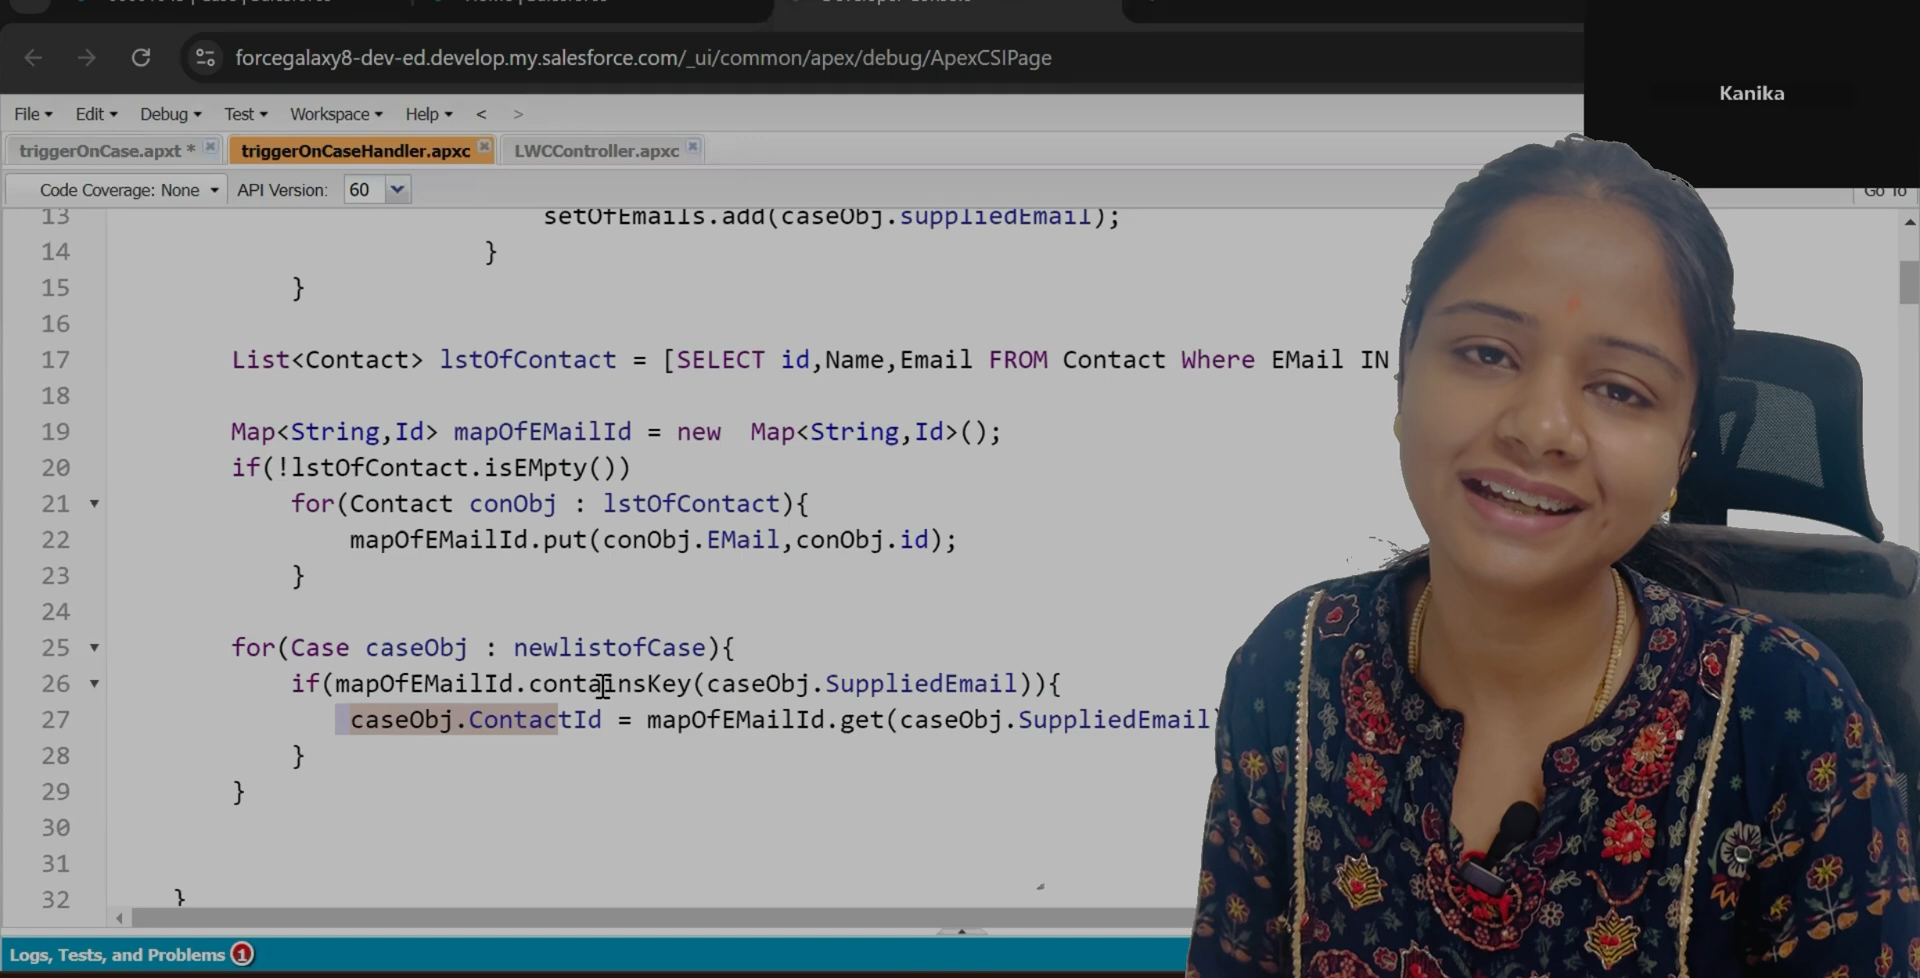 forcegalaxy8-dev-ed.develop.my.salesforce.com/_ui/common/apex/debug/ApexCSIPage
Kanika
File Edit Debug Test Workspace Help < >
triggerOnCase.apxt * triggerOnCaseHandler.apxc LWCController.apxc
Code Coverage: None API Version: 60 Go To
13 setOfEmails.add(caseObj.suppliedEmail);
14 }
15 }
16
17 List<Contact> lstOfContact = [SELECT id,Name,Email FROM Contact Where EMail IN
18
19 Map<String,Id> mapOfEMailId = new Map<String,Id>();
20 if(!lstOfContact.isEMpty())
21 for(Contact conObj : lstOfContact){
22 mapOfEMailId.put(conObj.EMail,conObj.id);
23 }
24
25 for(Case caseObj : newlistofCase){
26 if(mapOfEMailId.containsKey(caseObj.SuppliedEmail)){
27 caseObj.ContactId = mapOfEMailId.get(caseObj.SuppliedEmail)
28 }
29 }
30
31
32 }
Logs, Tests, and Problems 1